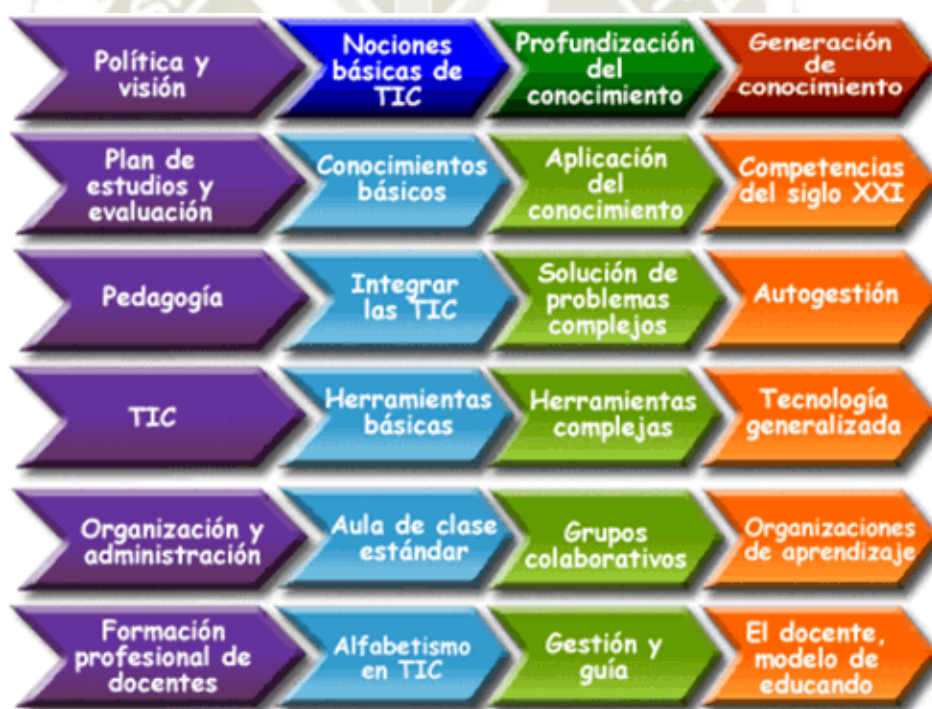 Política y
visión
Nociones
básicas de
TIC
Profundización
del
conocimiento
Generación
de
conocimiento
Plan de
estudios y
evaluación
Conocimientos
básicos
Aplicación
del
conocimiento
Competencias
del siglo XXI
Pedagogía
Integrar
las TIC
Solución de
problemas
complejos
Autogestión
TIC
Herramientas
básicas
Herramientas
complejas
Tecnología
generalizada
Organización y
administración
Aula de clase
estándar
Grupos
colaborativos
Organizaciones
de aprendizaje
Formación
profesional de
docentes
Alfabetismo
en TIC
Gestión y
guía
El docente,
modelo de
educando